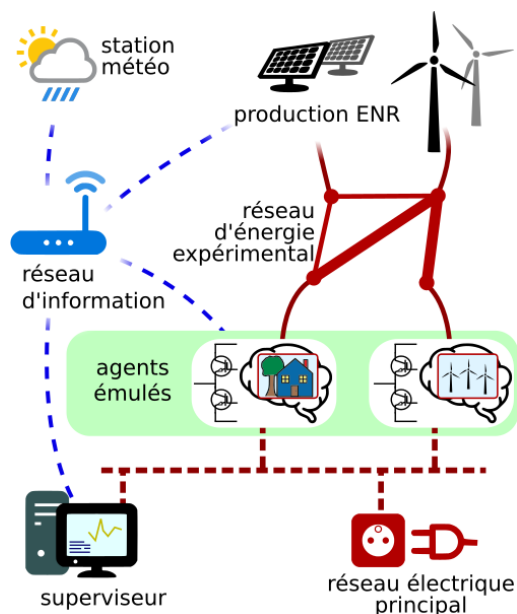 station
météo
production ENR
réseau
d'énergie
expérimental
réseau
d'information
agents
émulés
superviseur
réseau électrique
principal